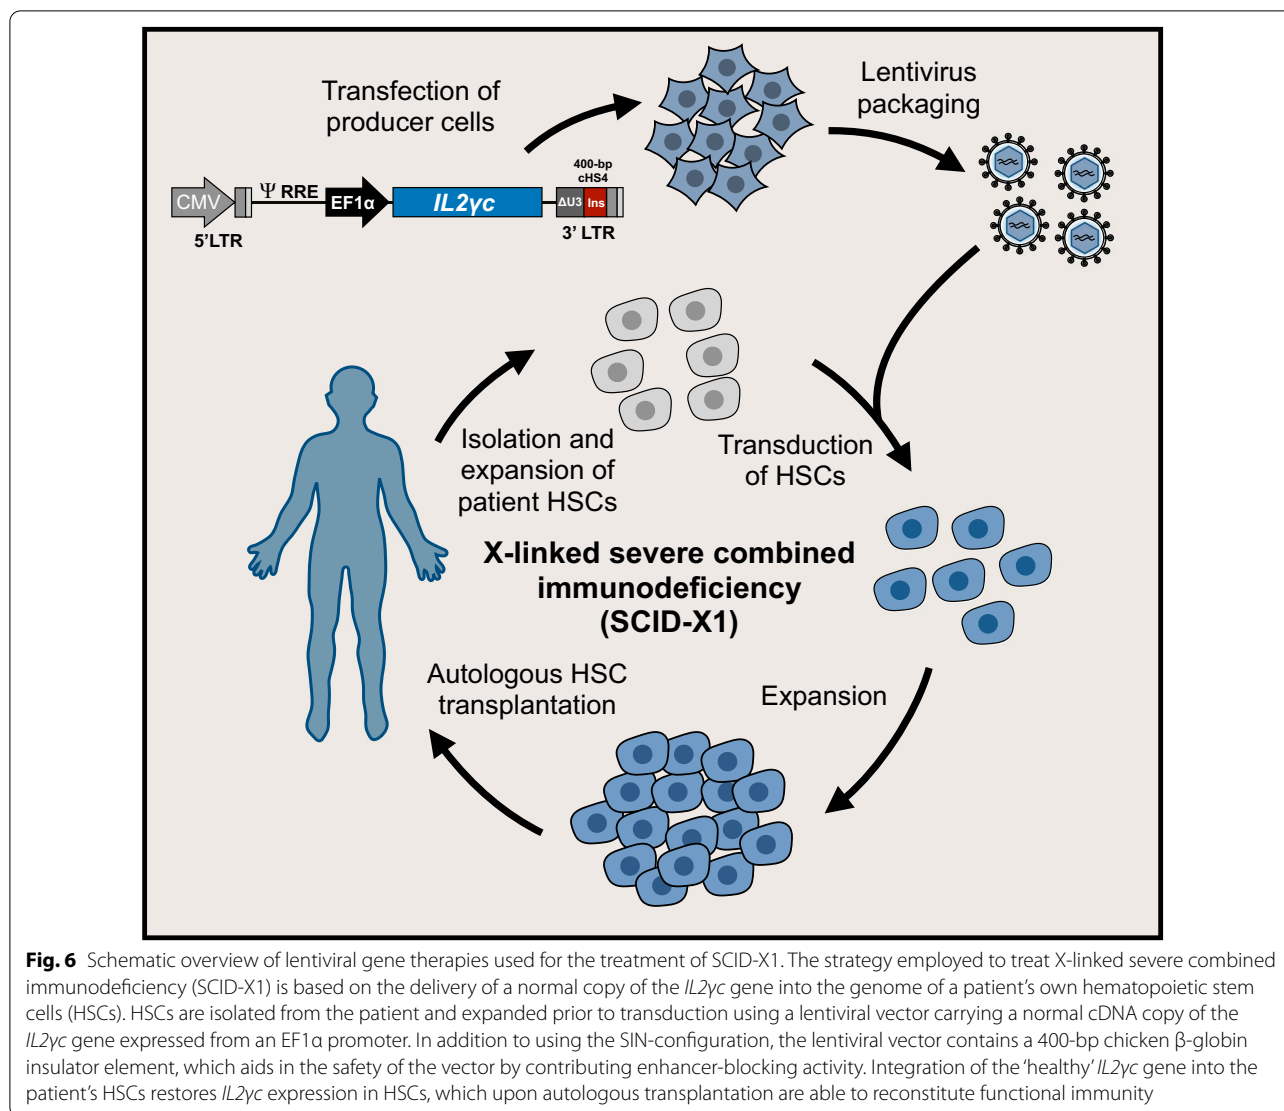 Transfection of
producer cells
Lentivirus
packaging
400-bp
cHS4
CMV
Ψ RRE
EF1α
IL2γc
ΔU3
Ins
5'LTR
3' LTR
Isolation and
expansion of
patient HSCs
Transduction
of HSCs
X-linked severe combined
immunodeficiency
(SCID-X1)
Autologous HSC
transplantation
Expansion
Fig. 6 Schematic overview of lentiviral gene therapies used for the treatment of SCID-X1. The strategy employed to treat X-linked severe combined
immunodeficiency (SCID-X1) is based on the delivery of a normal copy of the IL2γc gene into the genome of a patient's own hematopoietic stem
cells (HSCs). HSCs are isolated from the patient and expanded prior to transduction using a lentiviral vector carrying a normal cDNA copy of the
IL2γc gene expressed from an EF1α promoter. In addition to using the SIN-configuration, the lentiviral vector contains a 400-bp chicken β-globin
insulator element, which aids in the safety of the vector by contributing enhancer-blocking activity. Integration of the 'healthy' IL2γc gene into the
patient's HSCs restores IL2γc expression in HSCs, which upon autologous transplantation are able to reconstitute functional immunity